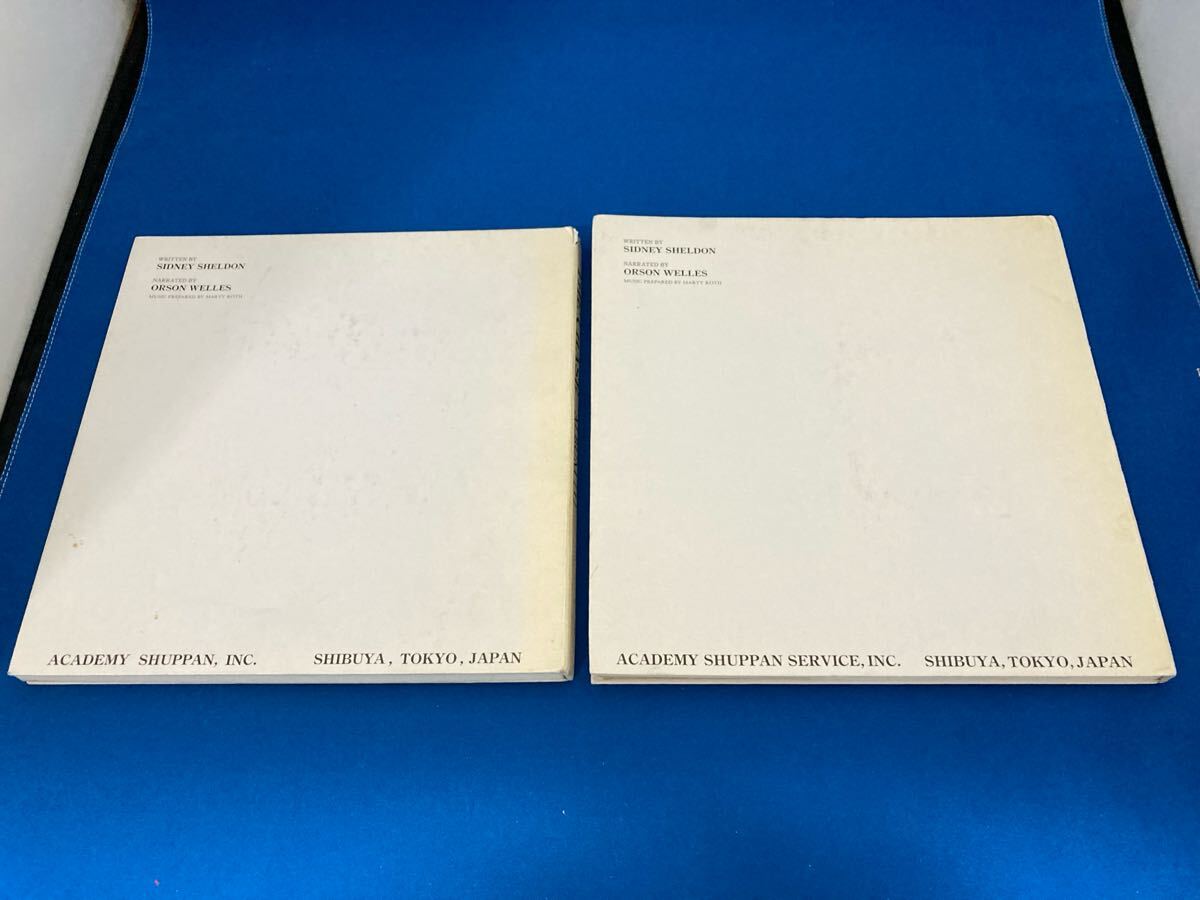 WRITTEN BY
SIDNEY SHELDON
NARRATED BY
ORSON WELLES
MUSIC PREPARED BY MARTY ROTH
ACADEMY SHUPPAN, INC. SHIBUYA, TOKYO, JAPAN
WRITTEN BY
SIDNEY SHELDON
NARRATED BY
ORSON WELLES
MUSIC PREPARED BY MARTY ROTH
ACADEMY SHUPPAN SERVICE, INC. SHIBUYA, TOKYO, JAPAN